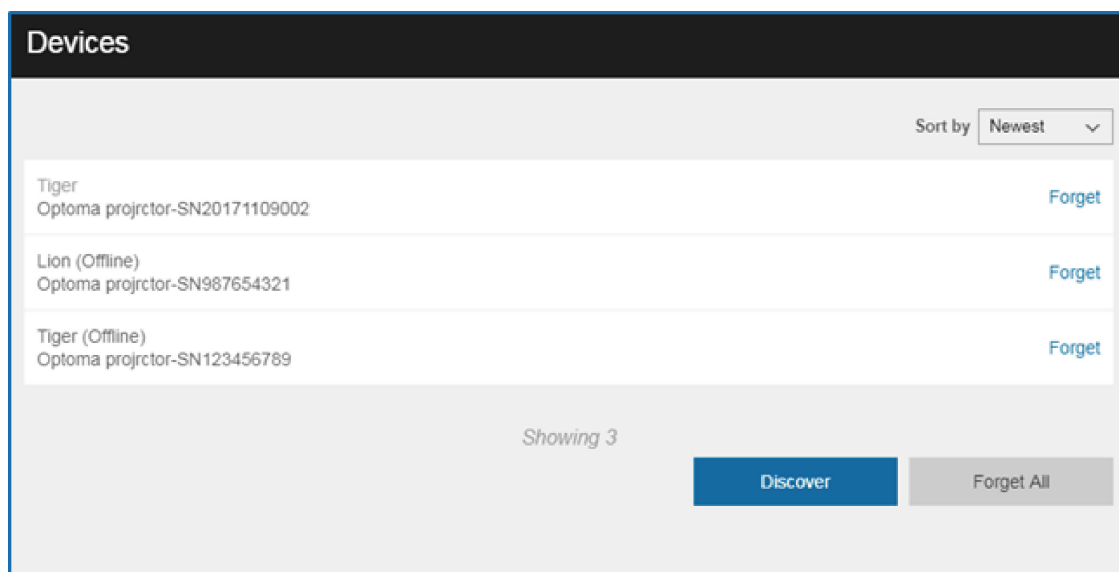 Devices
Sort by Newest
Tiger
Optoma projrctor-SN20171109002
Forget
Lion (Offline)
Optoma projrctor-SN987654321
Forget
Tiger (Offline)
Optoma projrctor-SN123456789
Forget
Showing 3
Discover Forget All